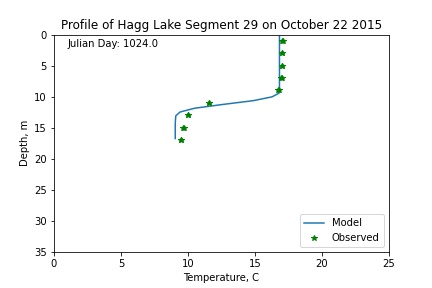 Profile of Hagg Lake Segment 29 on October 22 2015
Julian Day: 1024.0
0
5
10
15
20
25
30
35
Depth, m
Model
Observed
0 5 10 15 20 25
Temperature, C